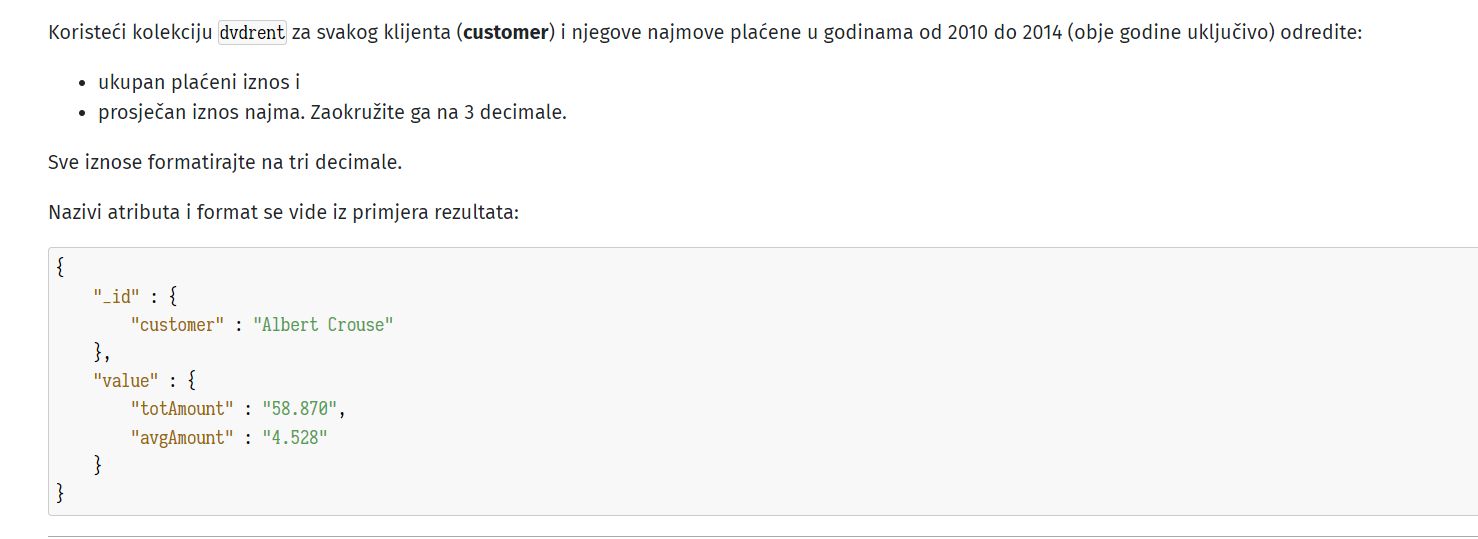 Koristeći kolekciju dvdrent za svakog klijenta (customer) i njegove najmove plaćene u godinama od 2010 do 2014 (obje godine uključivo) odredite:
• ukupan plaćeni iznos i
• prosječan iznos najma. Zaokružite ga na 3 decimale.
Sve iznose formatirajte na tri decimale.
Nazivi atributa i format se vide iz primjera rezultata:
{
    "_id" : {
        "customer" : "Albert Crouse"
    },
    "value" : {
        "totAmount" : "58.870",
        "avgAmount" : "4.528"
    }
}